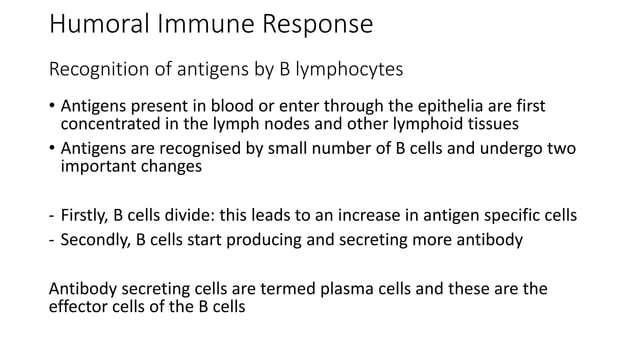 Humoral Immune Response
Recognition of antigens by B lymphocytes
• Antigens present in blood or enter through the epithelia are first
concentrated in the lymph nodes and other lymphoid tissues
• Antigens are recognised by small number of B cells and undergo two
important changes
- Firstly, B cells divide: this leads to an increase in antigen specific cells
- Secondly, B cells start producing and secreting more antibody
Antibody secreting cells are termed plasma cells and these are the
effector cells of the B cells